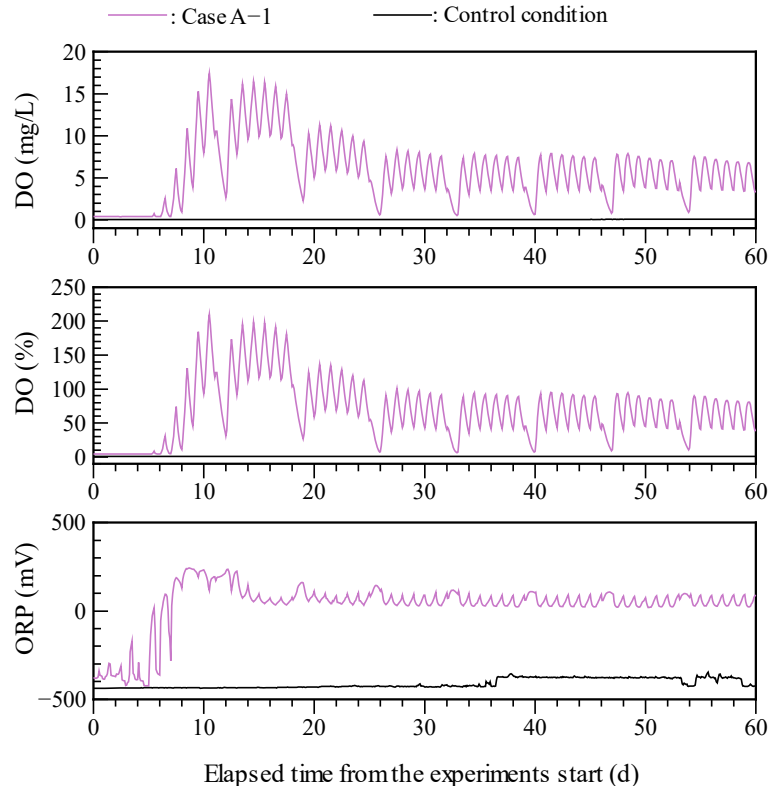 : Case A−1 : Control condition
20
15
10
5
0
DO (mg/L)
0 10 20 30 40 50 60
250
200
150
100
50
0
DO (%)
0 10 20 30 40 50 60
500
0
−500
ORP (mV)
0 10 20 30 40 50 60
Elapsed time from the experiments start (d)